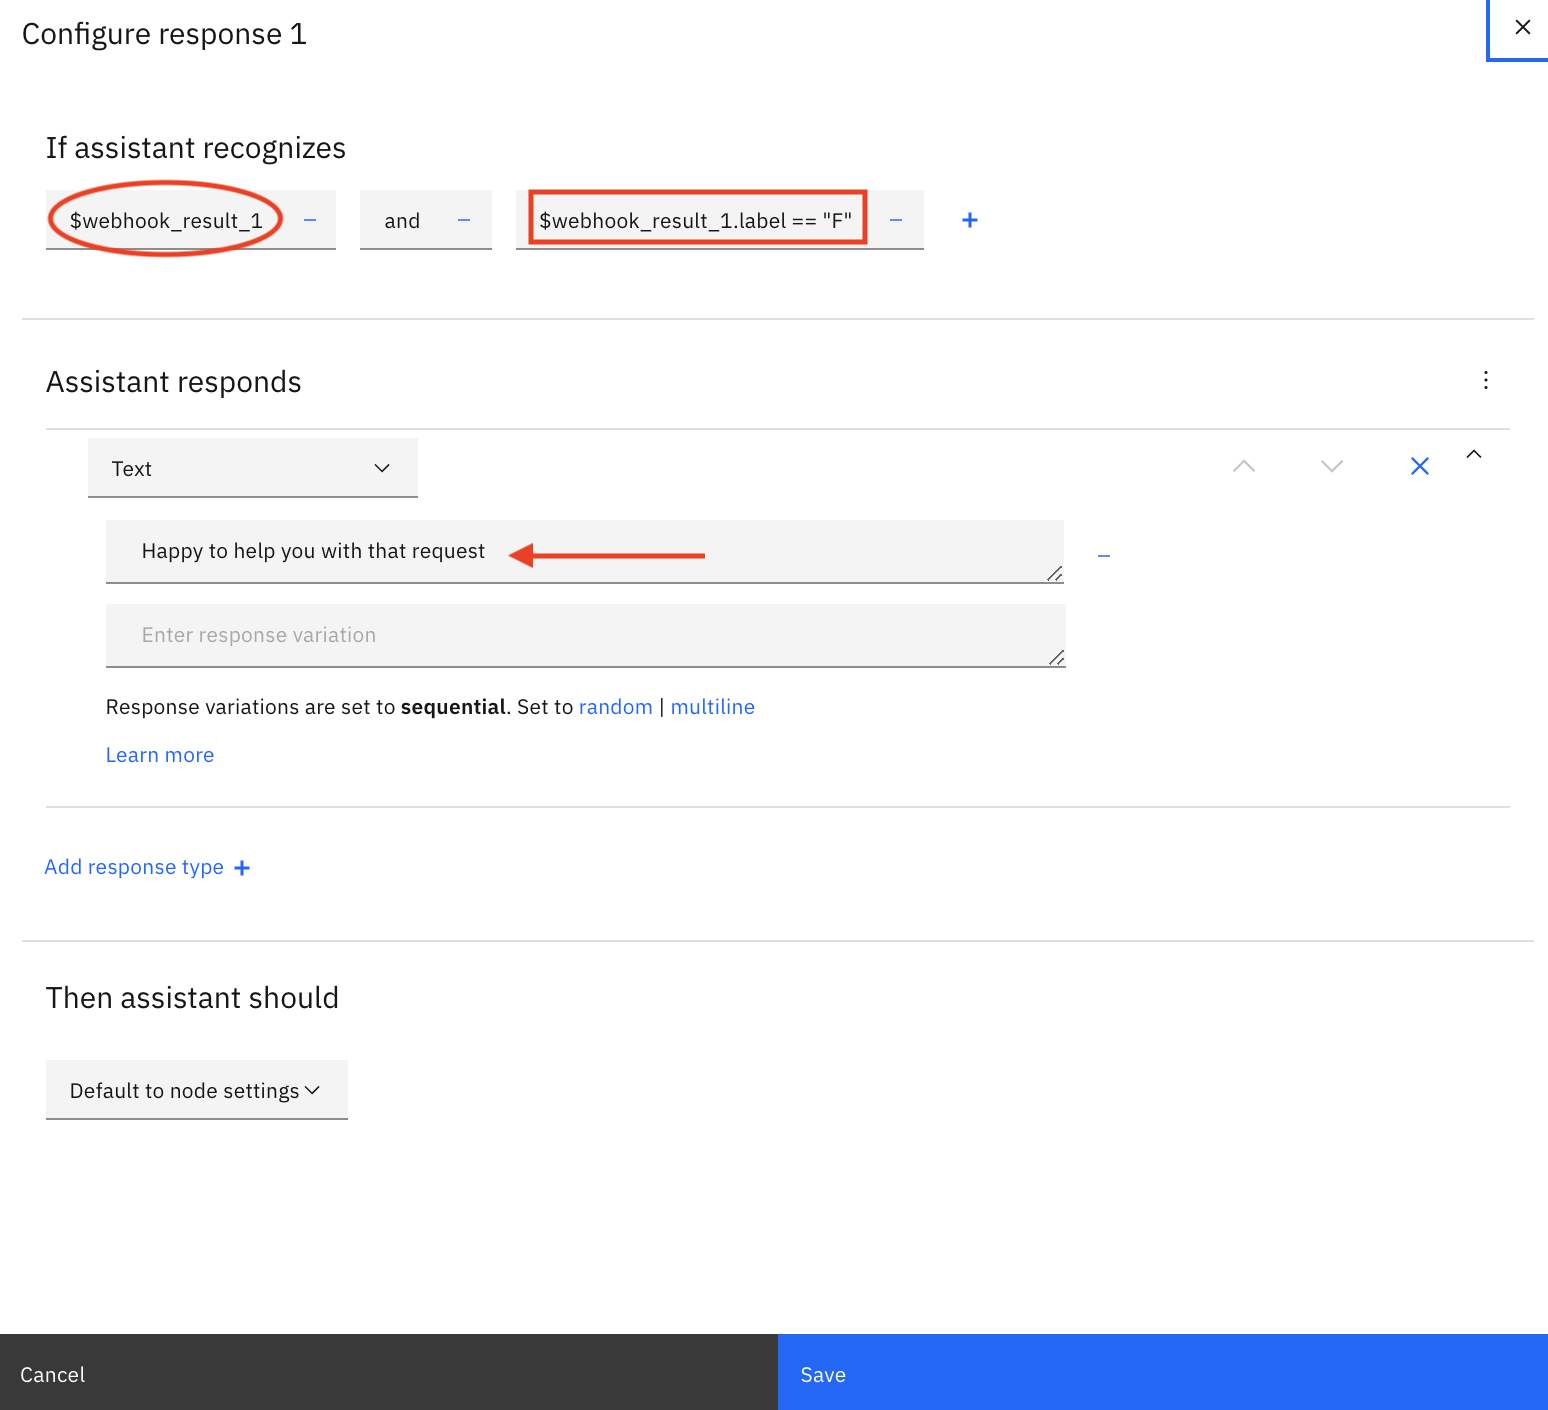 Configure response 1
If assistant recognizes
$webhook_result_1 and $webhook_result_1.label == "F"
Assistant responds
Text
Happy to help you with that request
Enter response variation
Response variations are set to sequential. Set to random | multiline
Learn more
Add response type +
Then assistant should
Default to node settings
Cancel Save